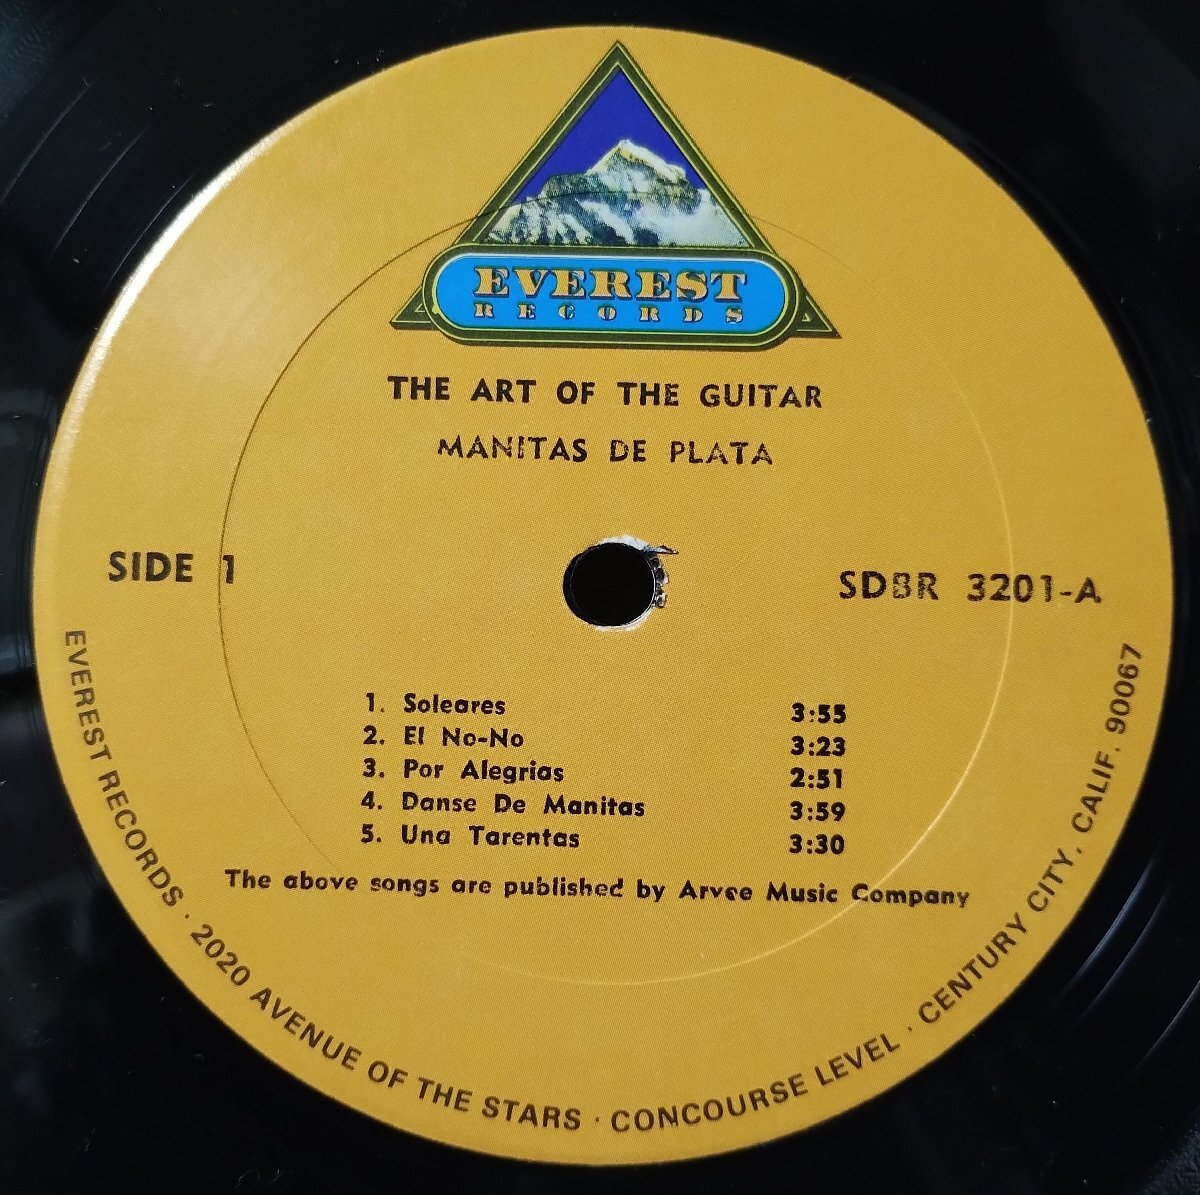 EVEREST
RECORDS
THE ART OF THE GUITAR
MANITAS DE PLATA
SIDE 1
SDBR 3201-A
1. Soleares 3:55
2. El No-No 3:23
3. Por Alegrias 2:51
4. Danse De Manitas 3:59
5. Una Tarentas 3:30
The above songs are published by Arvee Music Company
EVEREST RECORDS · 2020 AVENUE OF THE STARS · CONCOURSE LEVEL · CENTURY CITY, CALIF. 90067